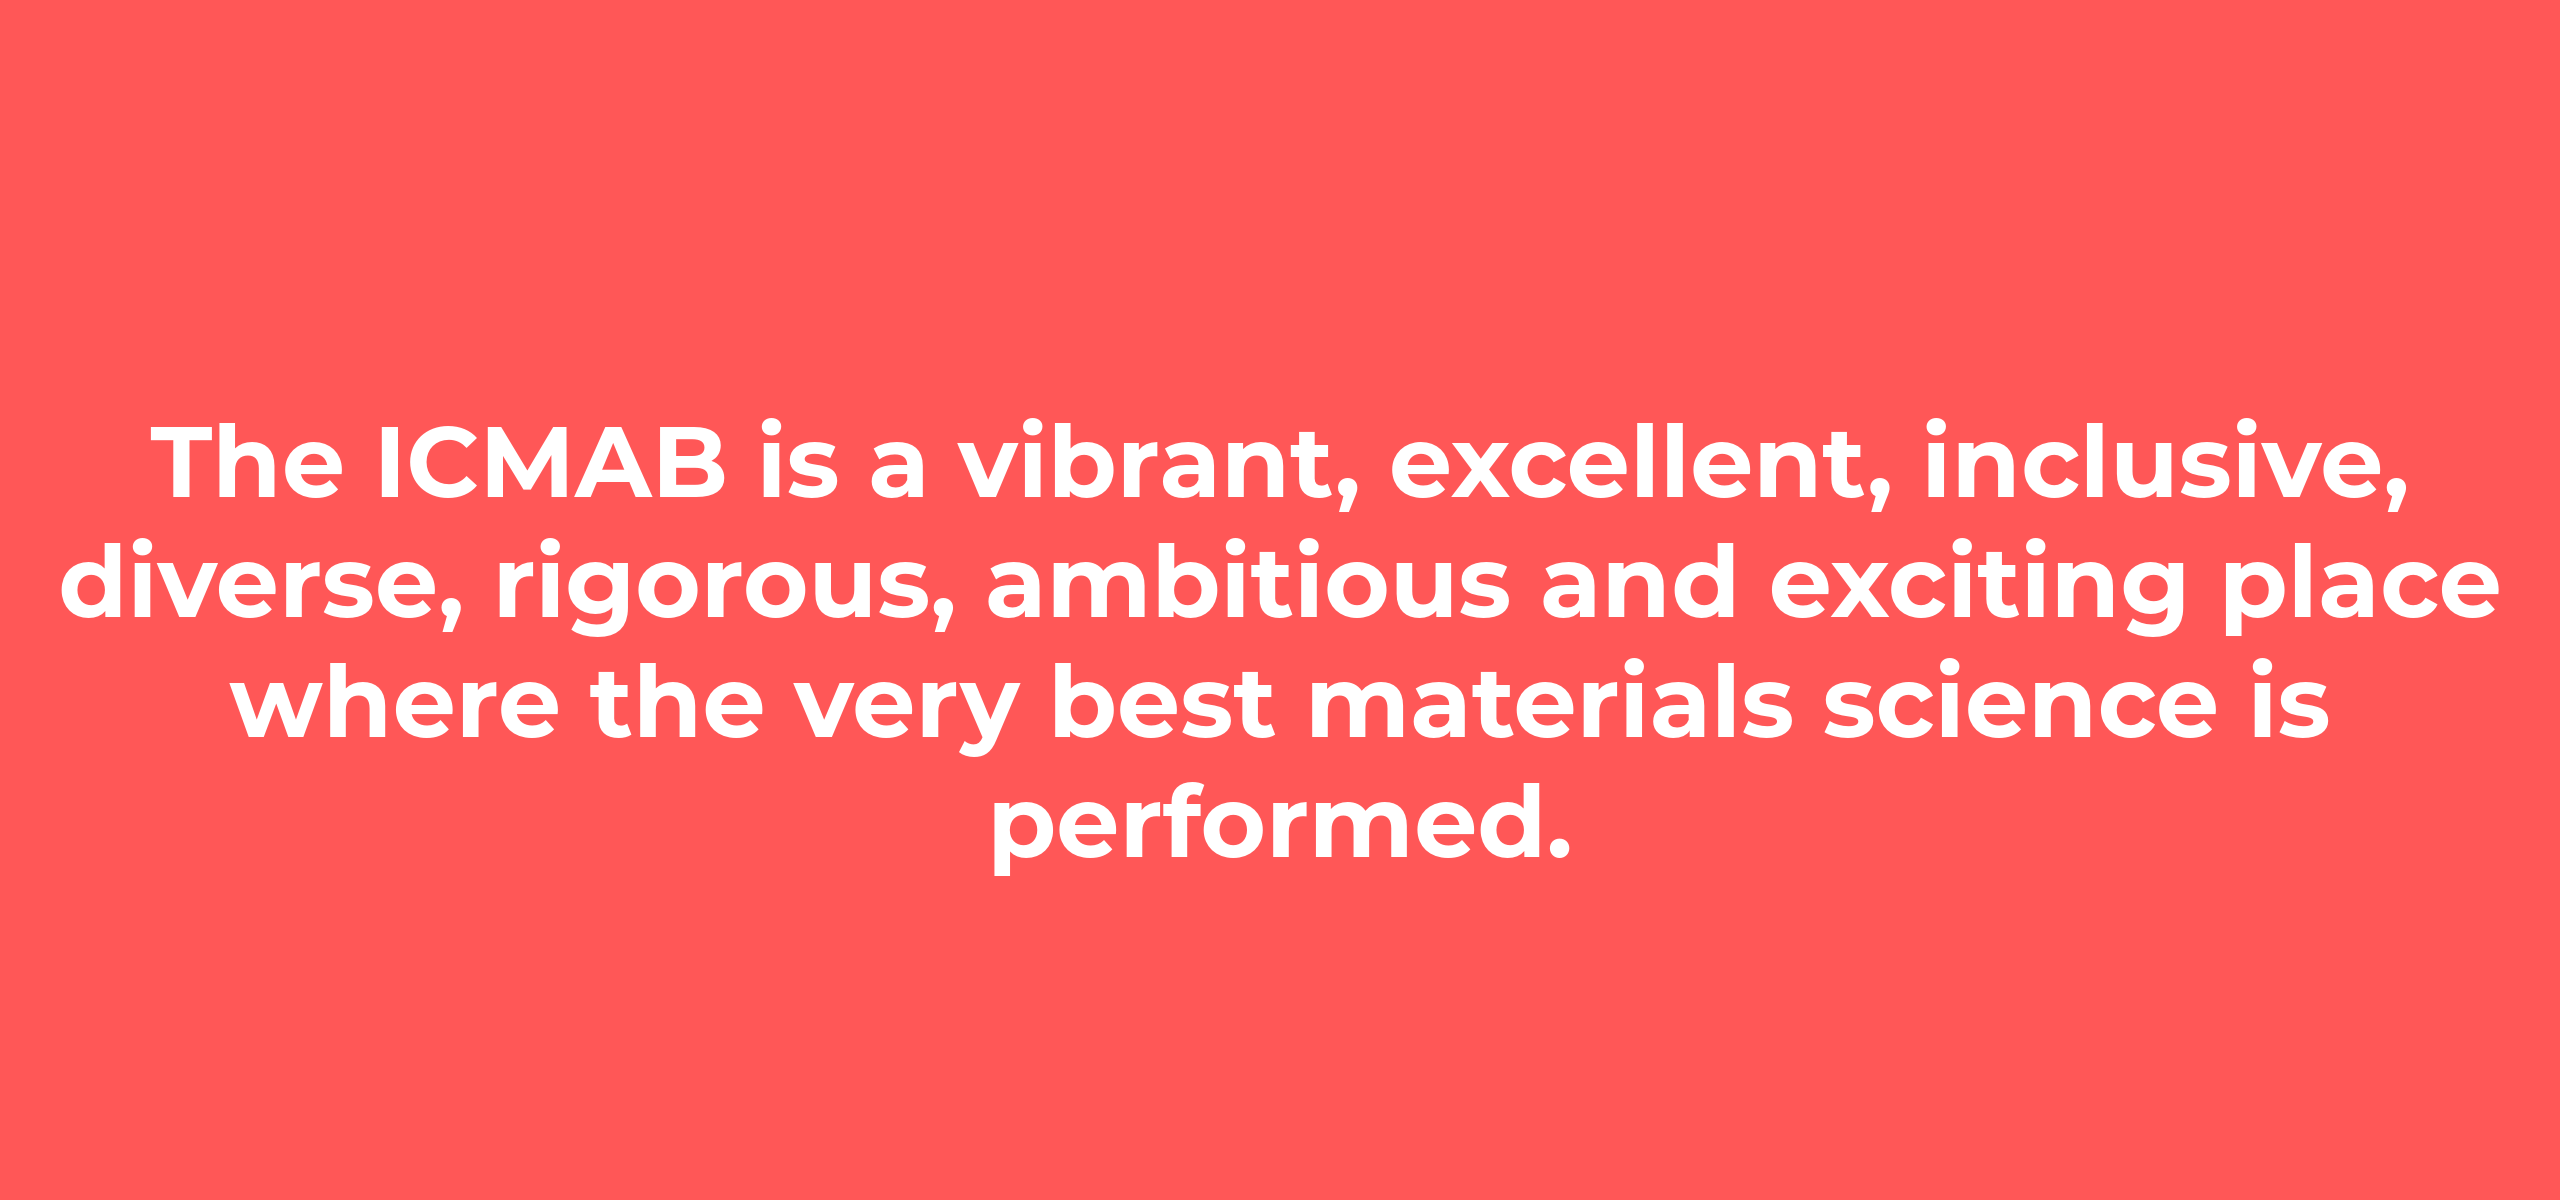 The ICMAB is a vibrant, excellent, inclusive,
diverse, rigorous, ambitious and exciting place
where the very best materials science is
performed.